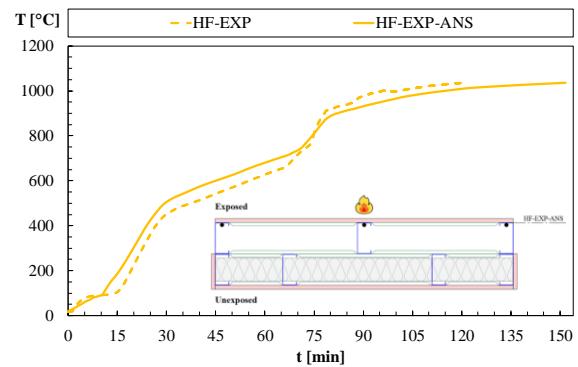 T [°C]
HF-EXP
HF-EXP-ANS
1200
1000
800
600
400
200
0
Exposed
HF-EXP-ANS
Unexposed
0 15 30 45 60 75 90 105 120 135 150
t [min]